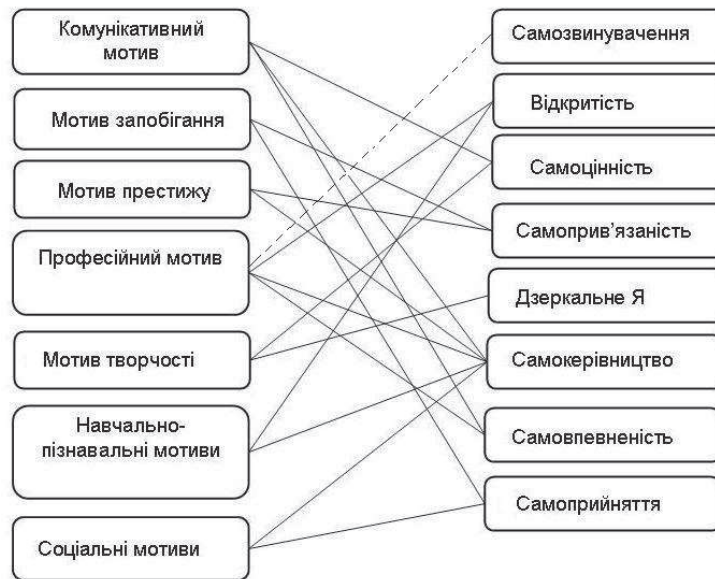 Комунікативний
мотив
Мотив запобігання
Мотив престижу
Професійний мотив
Мотив творчості
Навчально-
пізнавальні мотиви
Соціальні мотиви
Самозвинувачення
Відкритість
Самоцінність
Самоприв’язаність
Дзеркальне Я
Самокерівництво
Самовпевненість
Самоприйняття